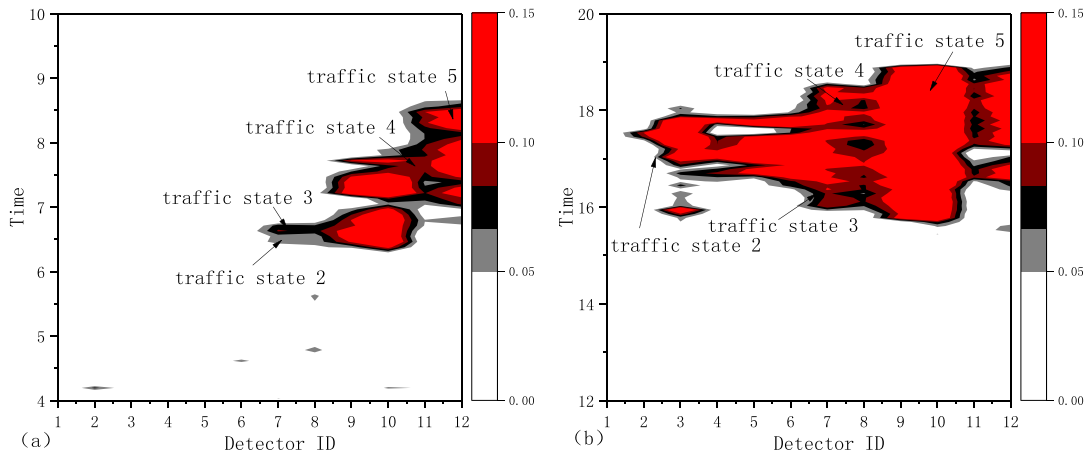 10
9
8
7
6
5
4
Time
traffic state 5
traffic state 4
traffic state 3
traffic state 2
1 2 3 4 5 6 7 8 9 10 11 12
Detector ID
(a)
0.15
0.10
0.05
0.00
20
18
16
14
12
Time
traffic state 5
traffic state 4
traffic state 3
traffic state 2
1 2 3 4 5 6 7 8 9 10 11 12
Detector ID
(b)
0.15
0.10
0.05
0.00